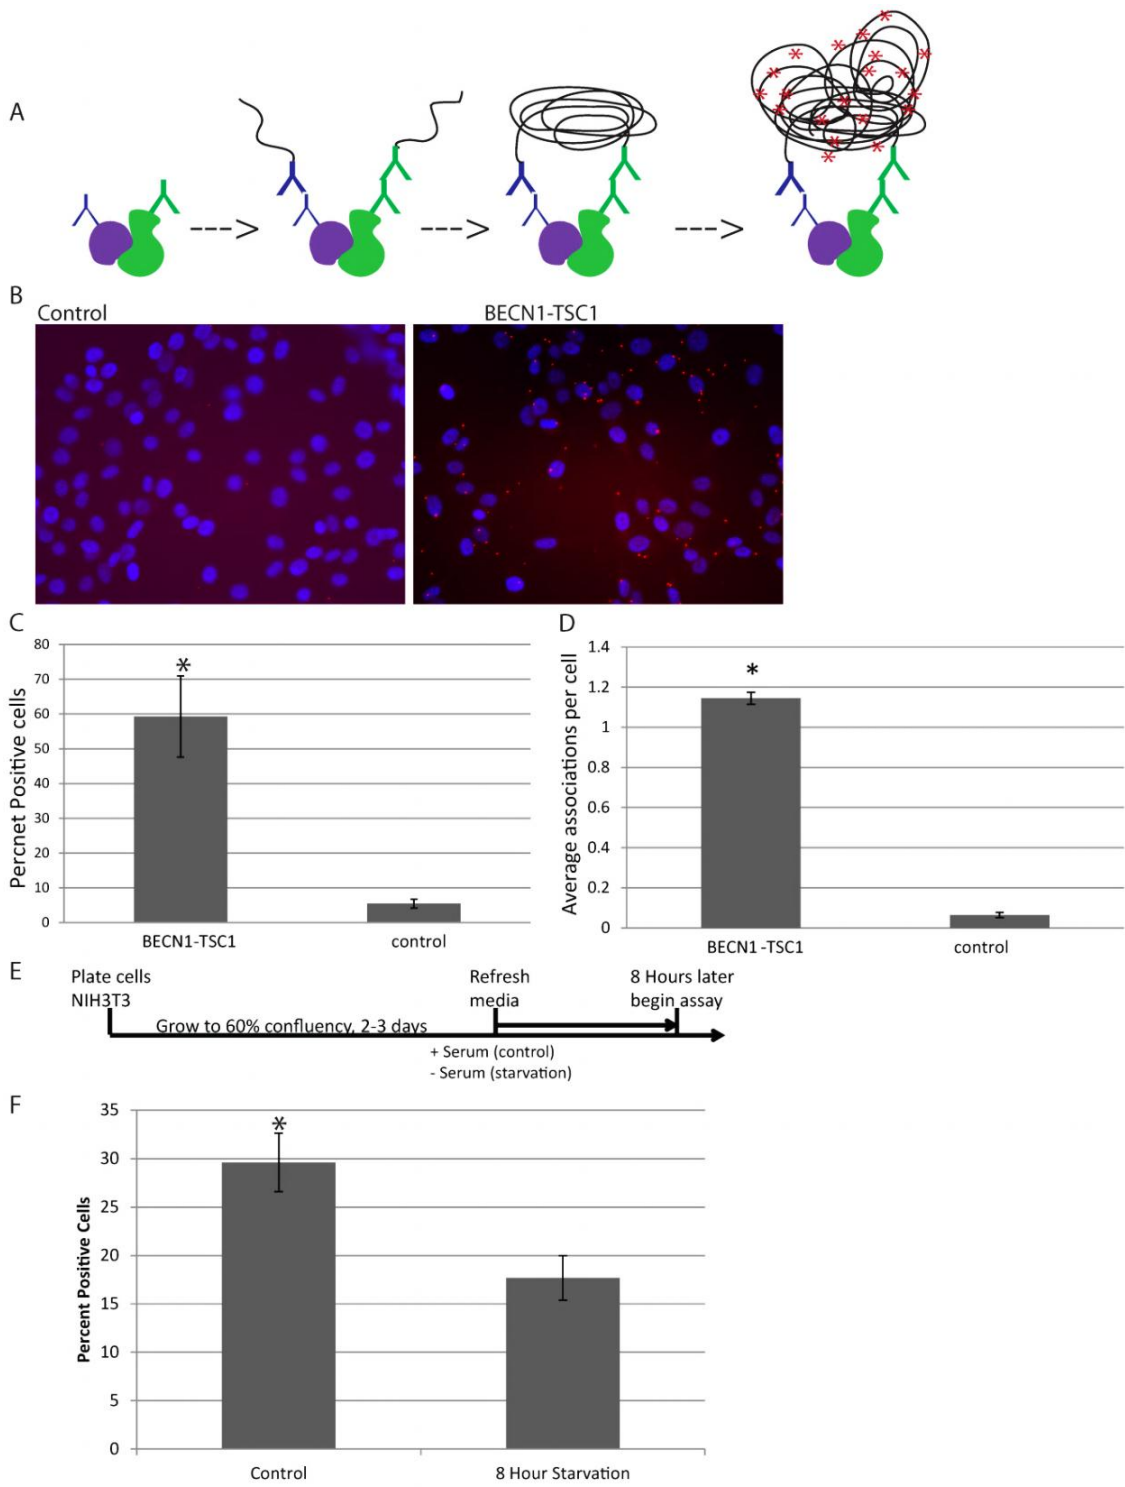 A
--->
--->
--->
B
Control
BECN1-TSC1
C
80
70
60
50
40
30
20
10
0
Percnet Positive cells
*
BECN1-TSC1
control
D
1.4
1.2
1
0.8
0.6
0.4
0.2
0
Average associations per cell
*
BECN1 -TSC1
control
E
Plate cells
NIH3T3
Refresh
media
8 Hours later
begin assay
Grow to 60% confluency, 2-3 days
+ Serum (control)
- Serum (starvation)
F
35
30
25
20
15
10
5
0
Percent Positive Cells
*
Control
8 Hour Starvation